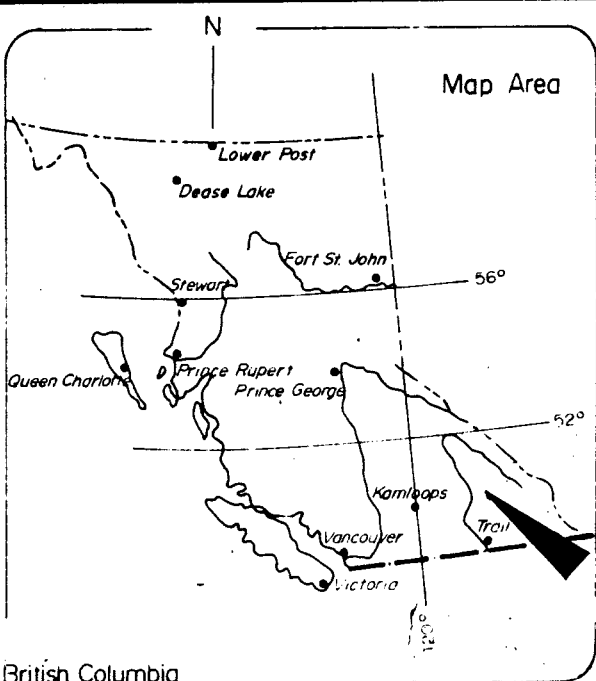 N
Map Area
Lower Post
Dease Lake
Fort St. John
Stewart
56°
Queen Charlotte
Prince Rupert
Prince George
52°
Kamloops
Vancouver
Trail
Victoria
120°
British Columbia